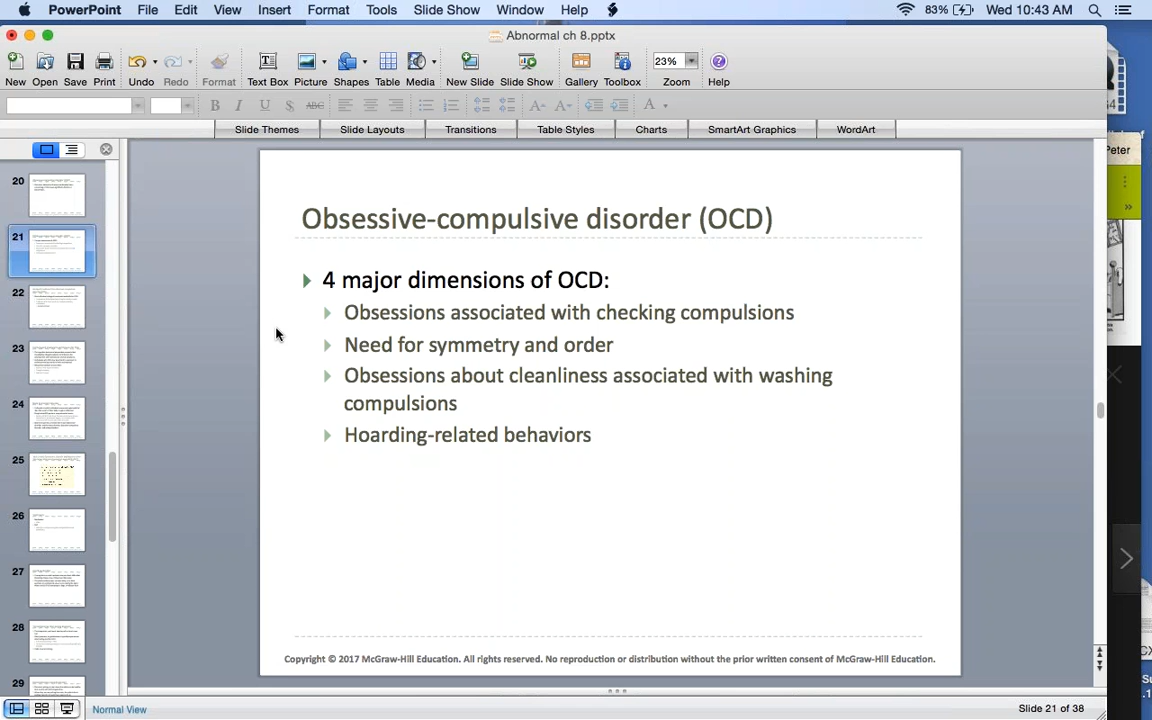 PowerPoint File Edit View Insert Format Tools Slide Show Window Help 83% Wed 10:43 AM
Abnormal ch 8.pptx
23%
New Open Save Print Undo Redo Format Text Box Picture Shapes Table Media New Slide Slide Show Gallery Toolbox Zoom Help
B I U S ABC A A A
Slide Themes Slide Layouts Transitions Table Styles Charts SmartArt Graphics WordArt
Peter
20
21
22
23
24
25
26
27
28
29
Obsessive-compulsive disorder (OCD)
4 major dimensions of OCD:
Obsessions associated with checking compulsions
Need for symmetry and order
Obsessions about cleanliness associated with washing
compulsions
Hoarding-related behaviors
Copyright © 2017 McGraw-Hill Education. All rights reserved. No reproduction or distribution without the prior written consent of McGraw-Hill Education.
Normal View Slide 21 of 38